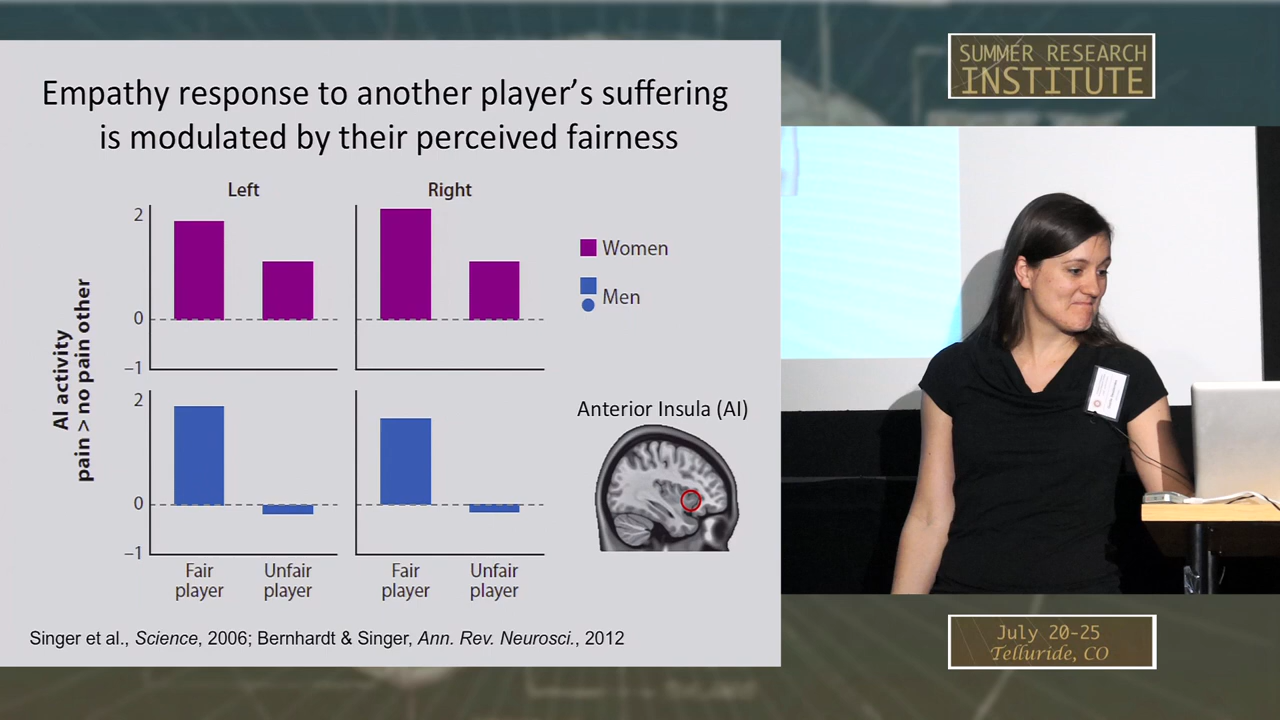 Empathy response to another player's suffering
is modulated by their perceived fairness
Left
Right
2
0
−1
2
0
−1
AI activity
pain > no pain other
Women
Men
Anterior Insula (AI)
Fair
player
Unfair
player
Fair
player
Unfair
player
Singer et al., Science, 2006; Bernhardt & Singer, Ann. Rev. Neurosci., 2012
SUMMER RESEARCH
INSTITUTE
July 20-25
Telluride, CO